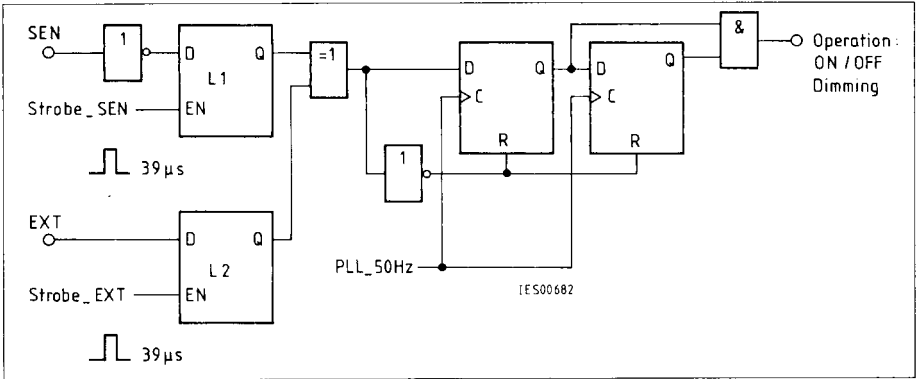 SEN
1
D
Q
L1
EN
Strobe_SEN
39µs
=1
EXT
D
Q
L2
EN
Strobe_EXT
39µs
1
D
Q
C
R
D
Q
C
R
&
Operation:
ON/OFF
Dimming
PLL_50Hz
IES00682